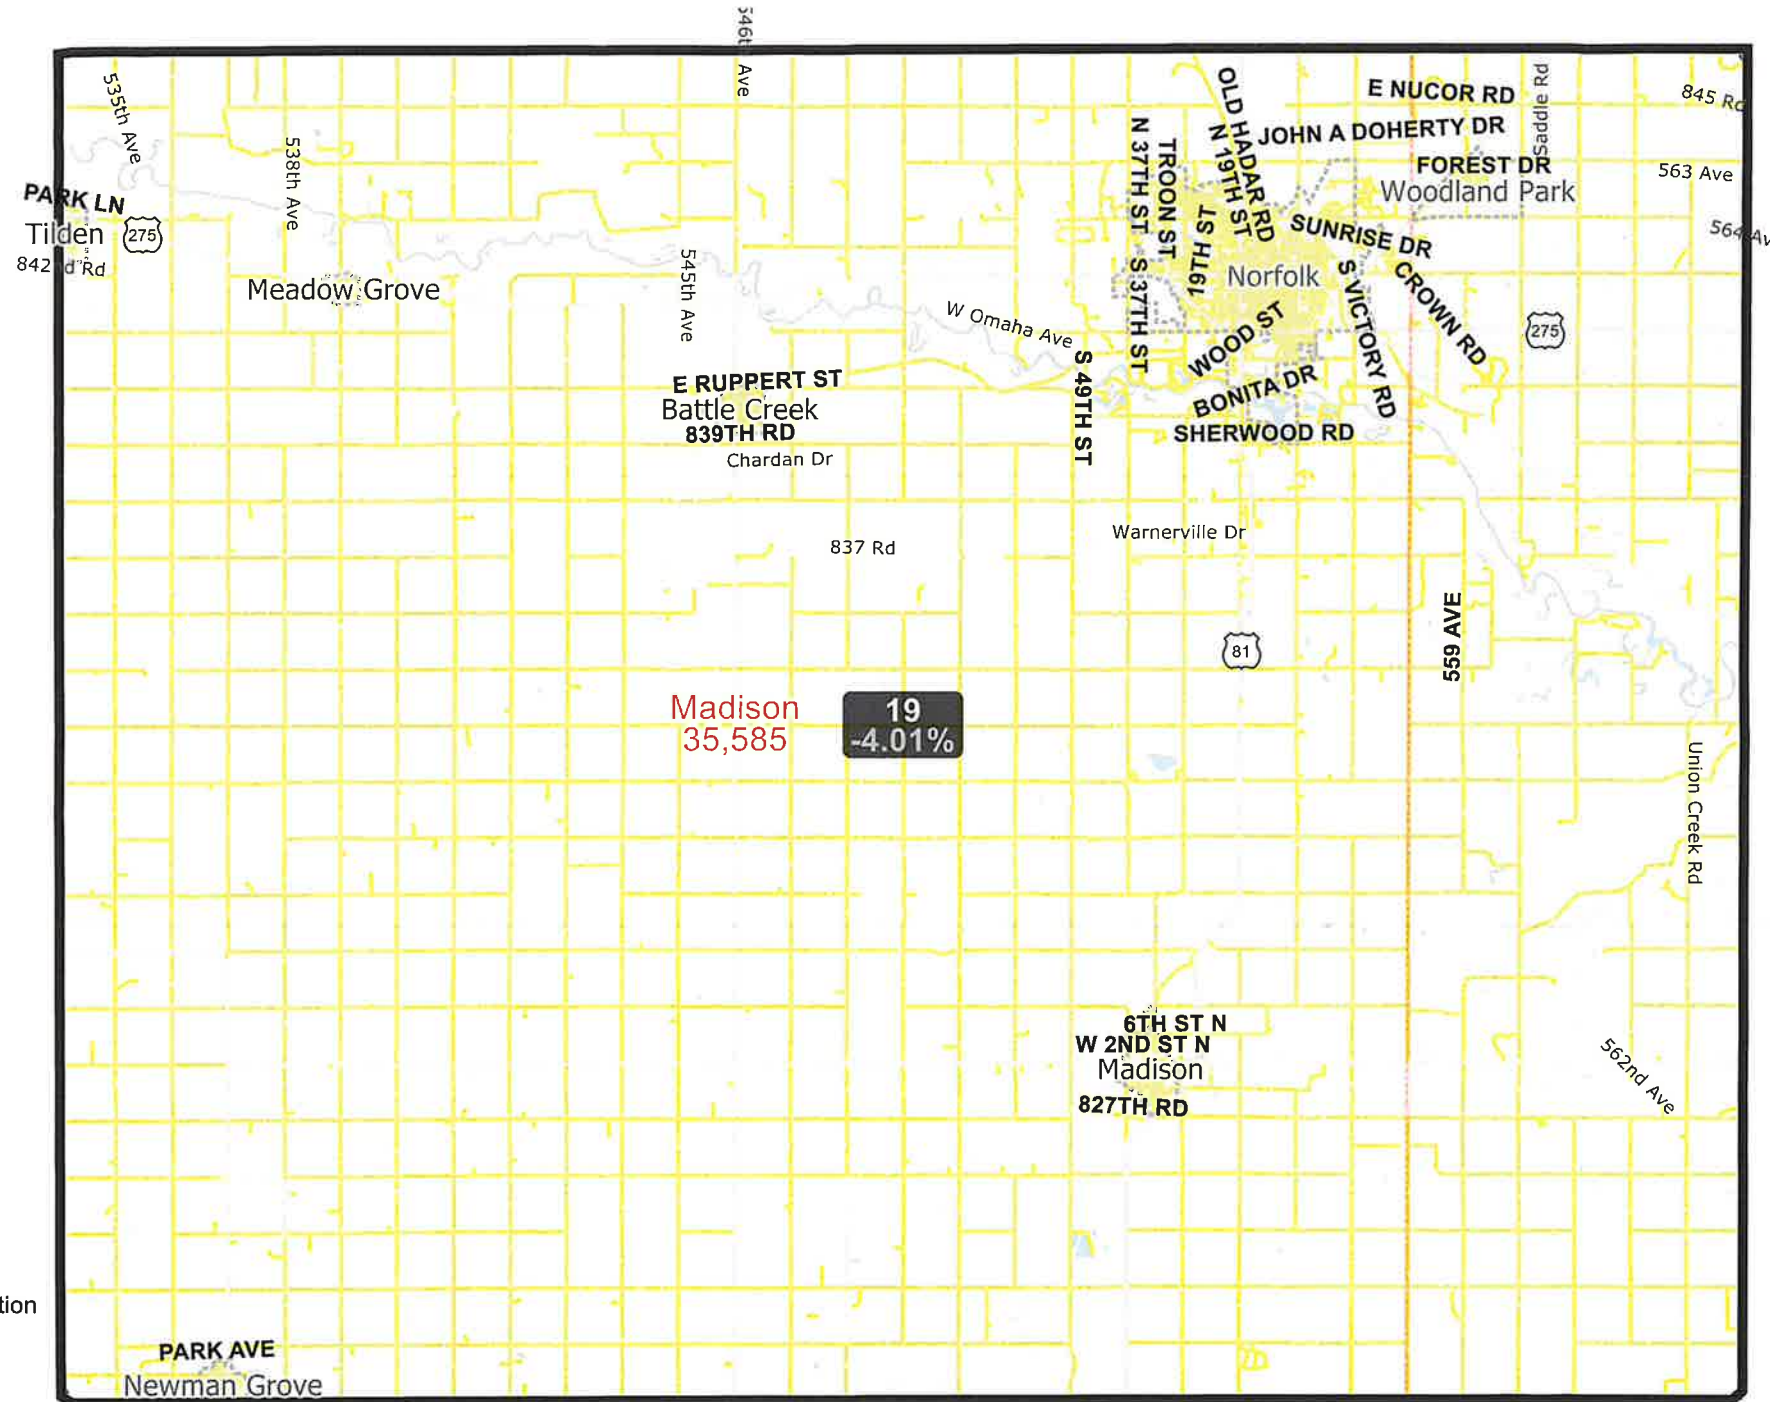 546t Ave
535th Ave
538th Ave
PARK LN
Tilden
275
842nd Rd
Meadow Grove
545th Ave
E RUPPERT ST
Battle Creek
839TH RD
Chardan Dr
W Omaha Ave
S 49TH ST
N 37TH ST
S 37TH ST
TROON ST
19TH ST
N 19TH ST
OLD HADAR RD
E NUCOR RD
JOHN A DOHERTY DR
FOREST DR
Woodland Park
Saddle Rd
845 Rd
563 Ave
564 Av
SUNRISE DR
Norfolk
S VICTORY RD
CROWN RD
275
WOOD ST
BONITA DR
SHERWOOD RD
837 Rd
Warnerville Dr
81
559 AVE
Madison
35,585
19
-4.01%
Union Creek Rd
6TH ST N
W 2ND ST N
Madison
827TH RD
562nd Ave
tion
PARK AVE
Newman Grove